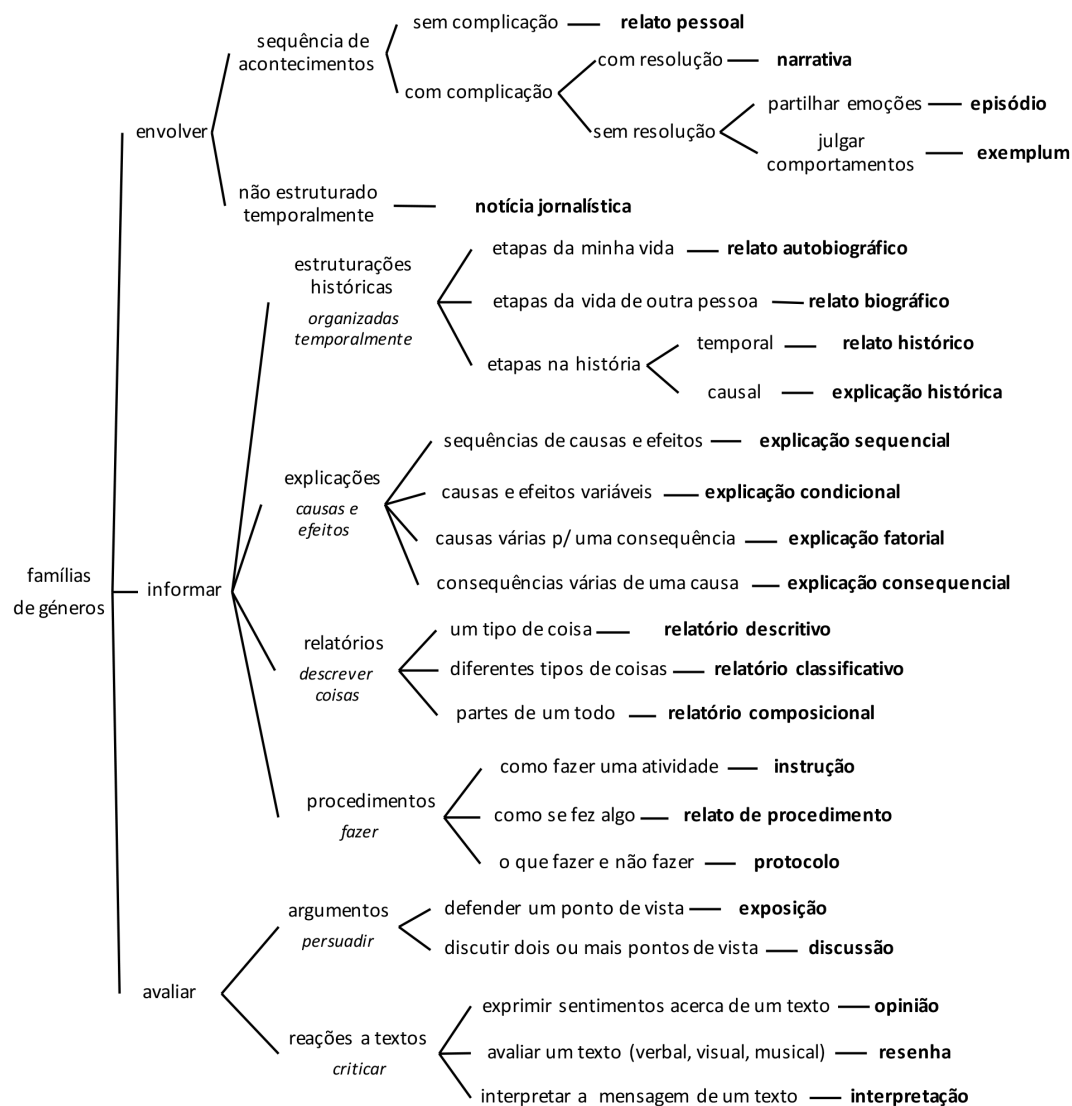 sem complicação relato pessoal
sequência de
acontecimentos
com resolução narrativa
com complicação
partilhar emoções episódio
envolver
sem resolução
julgar
comportamentos
exemplum
não estruturado
temporalmente
notícia jornalística
etapas da minha vida relato autobiográfico
estruturações
históricas
organizadas
temporalmente
etapas da vida de outra pessoa relato biográfico
temporal relato histórico
etapas na história
causal explicação histórica
sequências de causas e efeitos explicação sequencial
explicações
causas e
efeitos
causas e efeitos variáveis explicação condicional
causas várias p/ uma consequência explicação fatorial
consequências várias de uma causa explicação consequencial
famílias
de géneros
informar
um tipo de coisa relatório descritivo
relatórios
descrever
coisas
diferentes tipos de coisas relatório classificativo
partes de um todo relatório composicional
como fazer uma atividade instrução
procedimentos
fazer
como se fez algo relato de procedimento
o que fazer e não fazer protocolo
argumentos
persuadir
defender um ponto de vista exposição
discutir dois ou mais pontos de vista discussão
avaliar
exprimir sentimentos acerca de um texto opinião
reações a textos
criticar
avaliar um texto (verbal, visual, musical) resenha
interpretar a mensagem de um texto interpretação